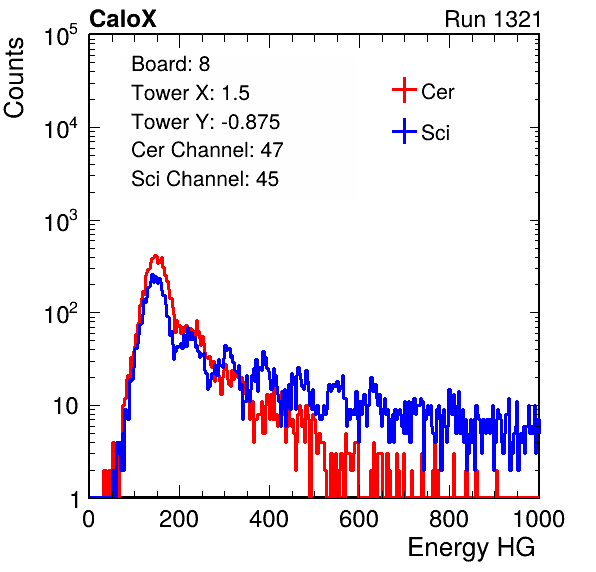 CaloX Run 1321
Counts
10^5
10^4
10^3
10^2
10
1
Board: 8
Tower X: 1.5
Tower Y: -0.875
Cer Channel: 47
Sci Channel: 45
Cer
Sci
0 200 400 600 800 1000
Energy HG